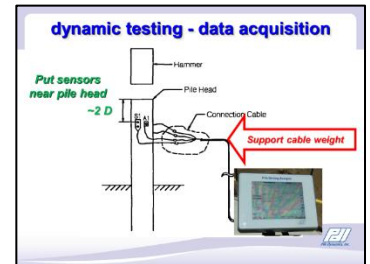 dynamic testing - data acquisition
Hammer
Put sensors
near pile head
~2 D
Pile Head
Connection Cable
Support cable weight